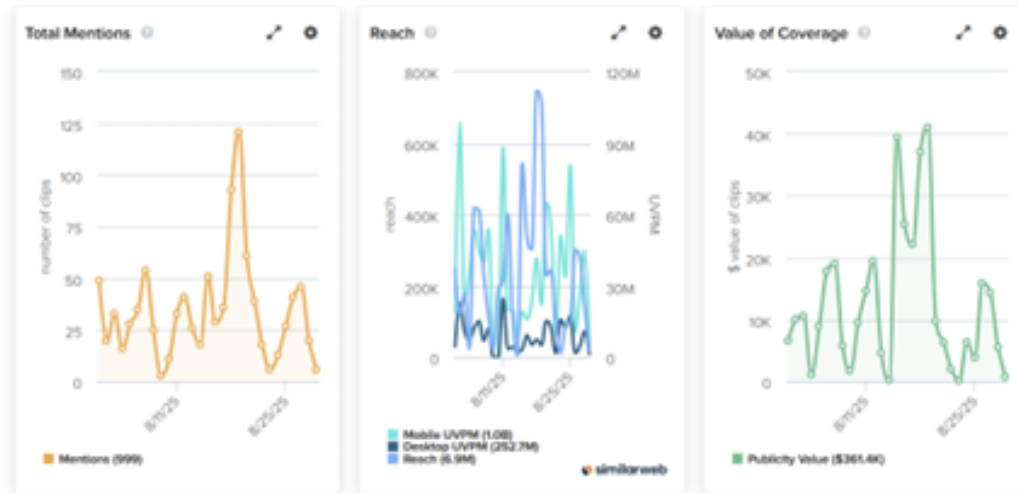 Total Mentions
150
125
100
75
50
25
0
number of clips
8/11/25
8/25/25
Mentions (999)
Reach
800K
600K
400K
200K
0
reach
120M
90M
60M
30M
0
UVPM
8/11/25
8/25/25
Mobile UVPM (1.0B)
Desktop UVPM (252.7M)
Reach (6.9M)
similarweb
Value of Coverage
50K
40K
30K
20K
10K
0
$ value of clips
8/11/25
8/25/25
Publicity Value ($361.4K)